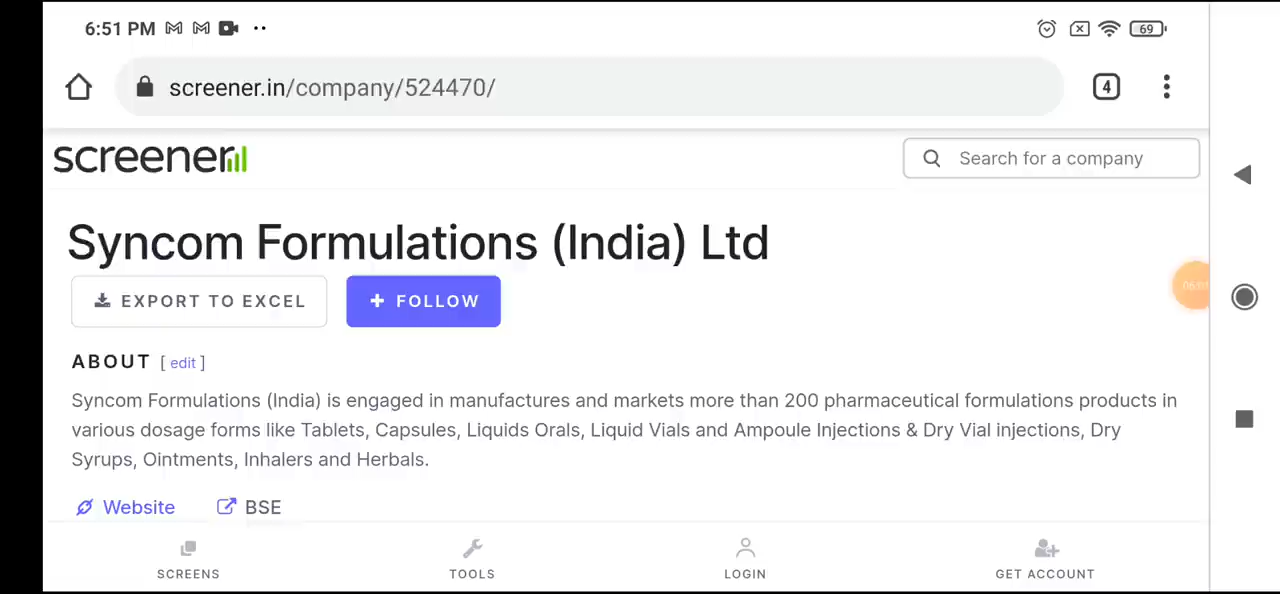 6:51 PM
69
screener.in/company/524470/
4
screener
Search for a company
Syncom Formulations (India) Ltd
EXPORT TO EXCEL
+ FOLLOW
ABOUT [ edit ]
Syncom Formulations (India) is engaged in manufactures and markets more than 200 pharmaceutical formulations products in
various dosage forms like Tablets, Capsules, Liquids Orals, Liquid Vials and Ampoule Injections & Dry Vial injections, Dry
Syrups, Ointments, Inhalers and Herbals.
Website BSE
SCREENS TOOLS LOGIN GET ACCOUNT